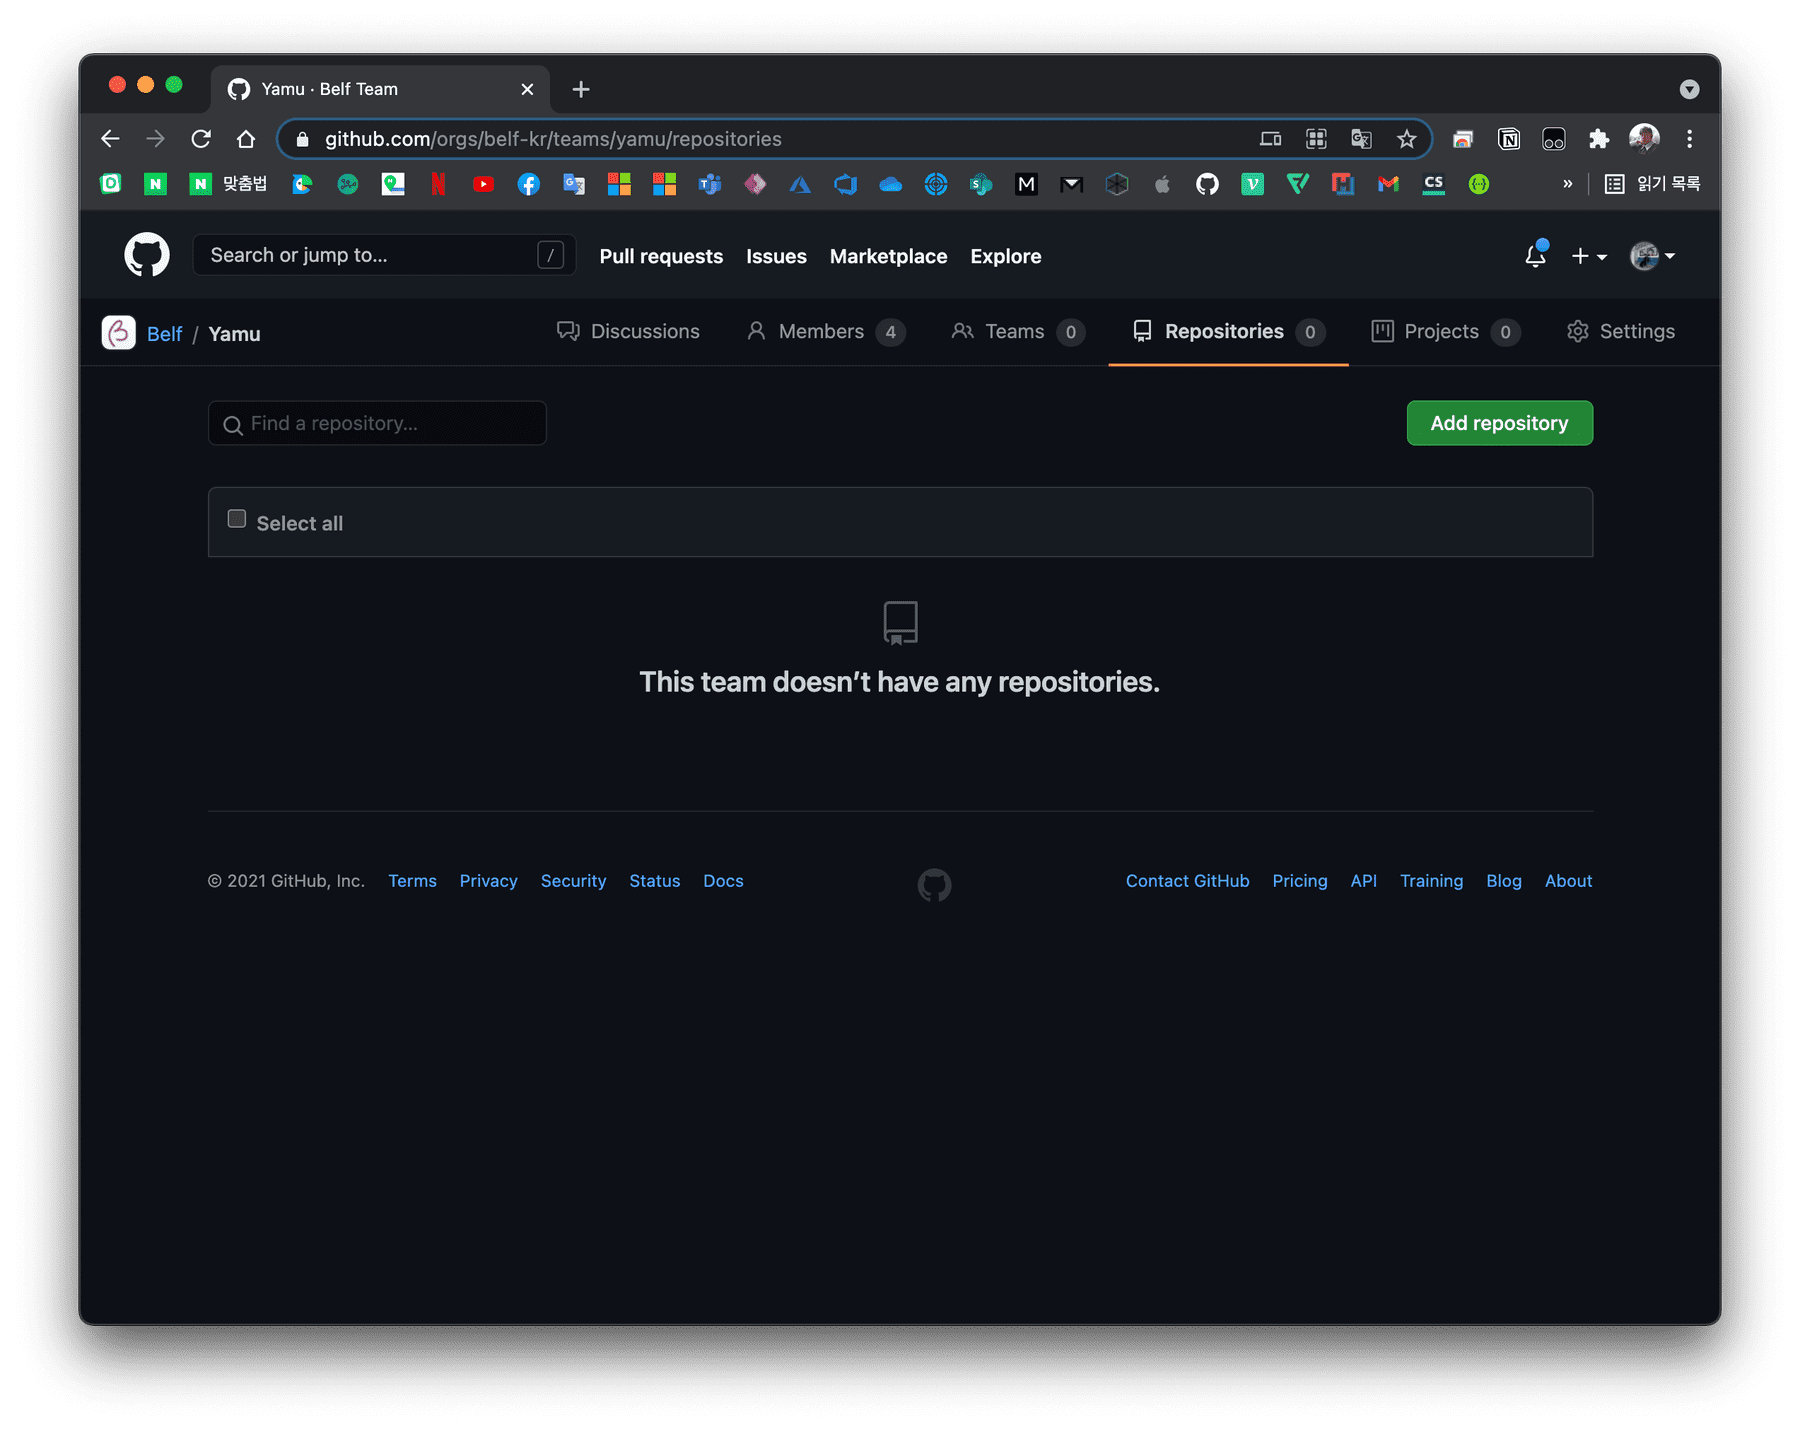 Yamu · Belf Team
github.com/orgs/belf-kr/teams/yamu/repositories
맞춤법 CS » 읽기 목록
Search or jump to... / Pull requests Issues Marketplace Explore
Belf / Yamu Discussions Members 4 Teams 0 Repositories 0 Projects 0 Settings
Find a repository... Add repository
Select all
This team doesn't have any repositories.
© 2021 GitHub, Inc. Terms Privacy Security Status Docs Contact GitHub Pricing API Training Blog About